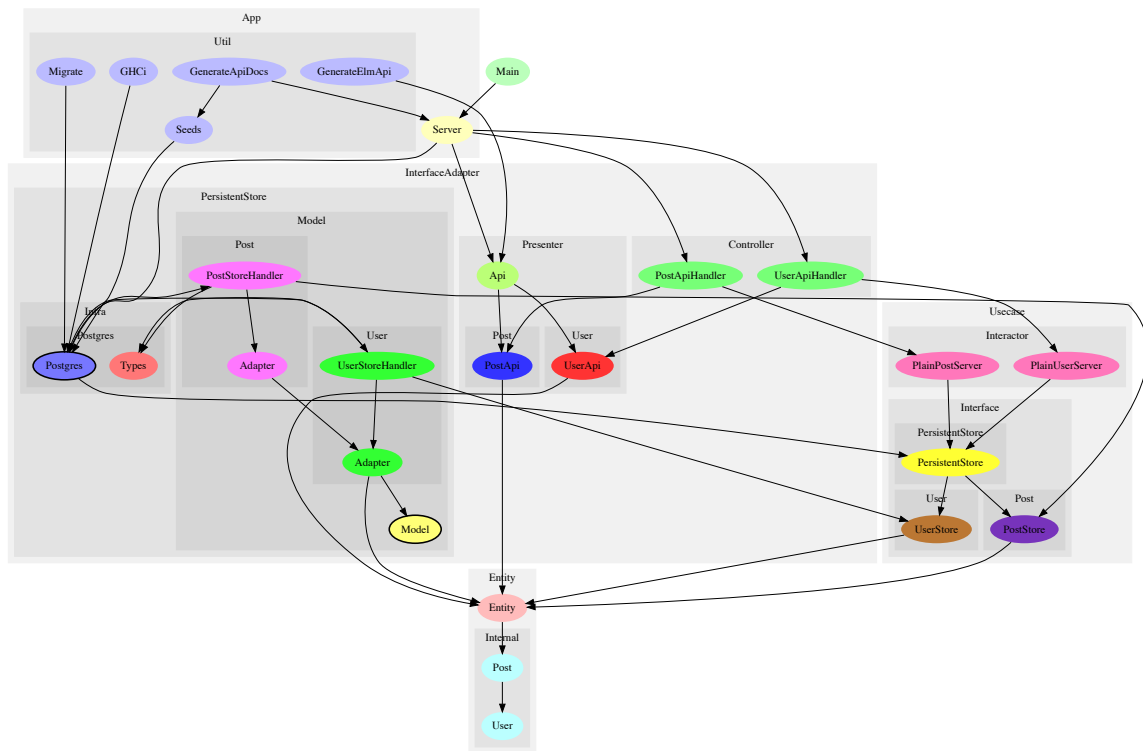 App
Util
Migrate
GHCi
GenerateApiDocs
GenerateElmApi
Main
Seeds
Server
InterfaceAdapter
PersistentStore
Model
Post
Presenter
Controller
PostStoreHandler
Api
PostApiHandler
UserApiHandler
Infra
Usecase
Postgres
User
Post
User
Interactor
Postgres
Types
Adapter
UserStoreHandler
PostApi
UserApi
PlainPostServer
PlainUserServer
Interface
PersistentStore
Adapter
PersistentStore
User
Post
Model
UserStore
PostStore
Entity
Entity
Internal
Post
User